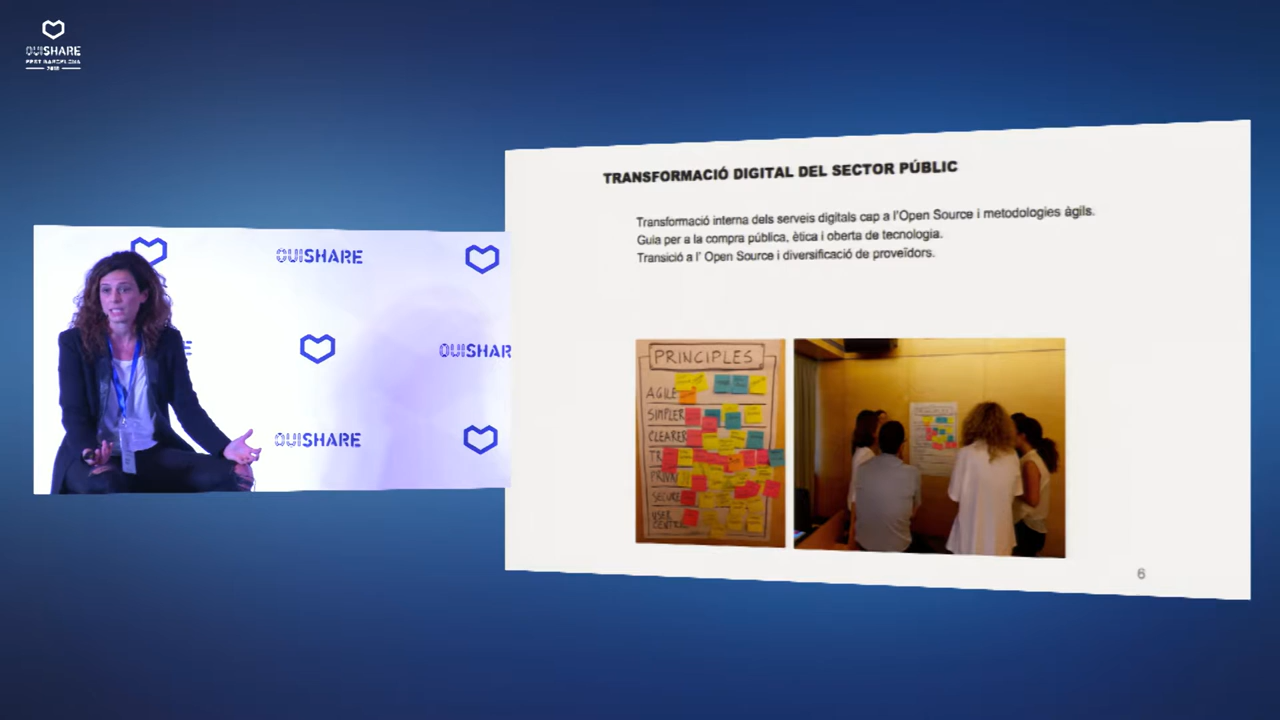 OUISHARE
FEST BARCELONA
OUISHARE
OUISHAR
OUISHARE
TRANSFORMACIÓ DIGITAL DEL SECTOR PÚBLIC
Transformació interna dels serveis digitals cap a l'Open Source i metodologies àgils.
Guia per a la compra pública, ètica i oberta de tecnologia.
Transició a l' Open Source i diversificació de proveïdors.
PRINCIPLES
AGILE
SIMPLER
CLEARER
SECURE
USER
6